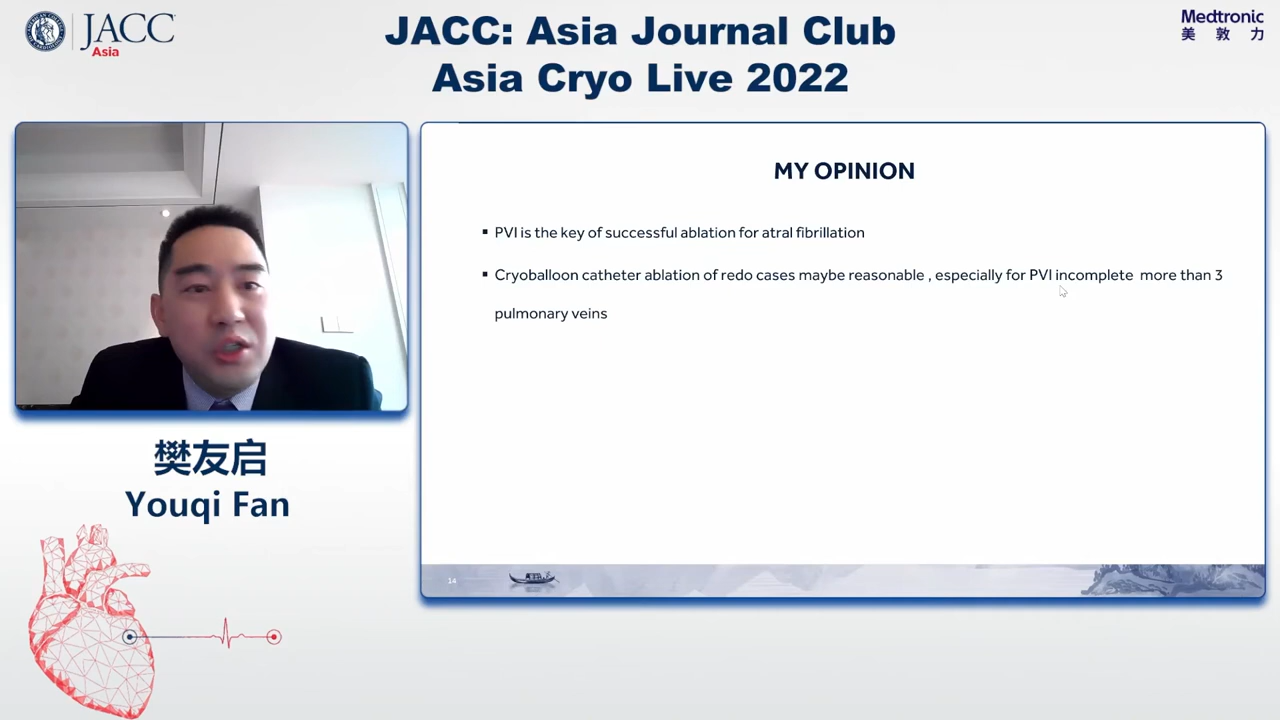 JACC
Asia
JACC: Asia Journal Club
Asia Cryo Live 2022
Medtronic
美敦力
MY OPINION
▪ PVI is the key of successful ablation for atral fibrillation
▪ Cryoballoon catheter ablation of redo cases maybe reasonable , especially for PVI incomplete more than 3
pulmonary veins
14
樊友启
Youqi Fan